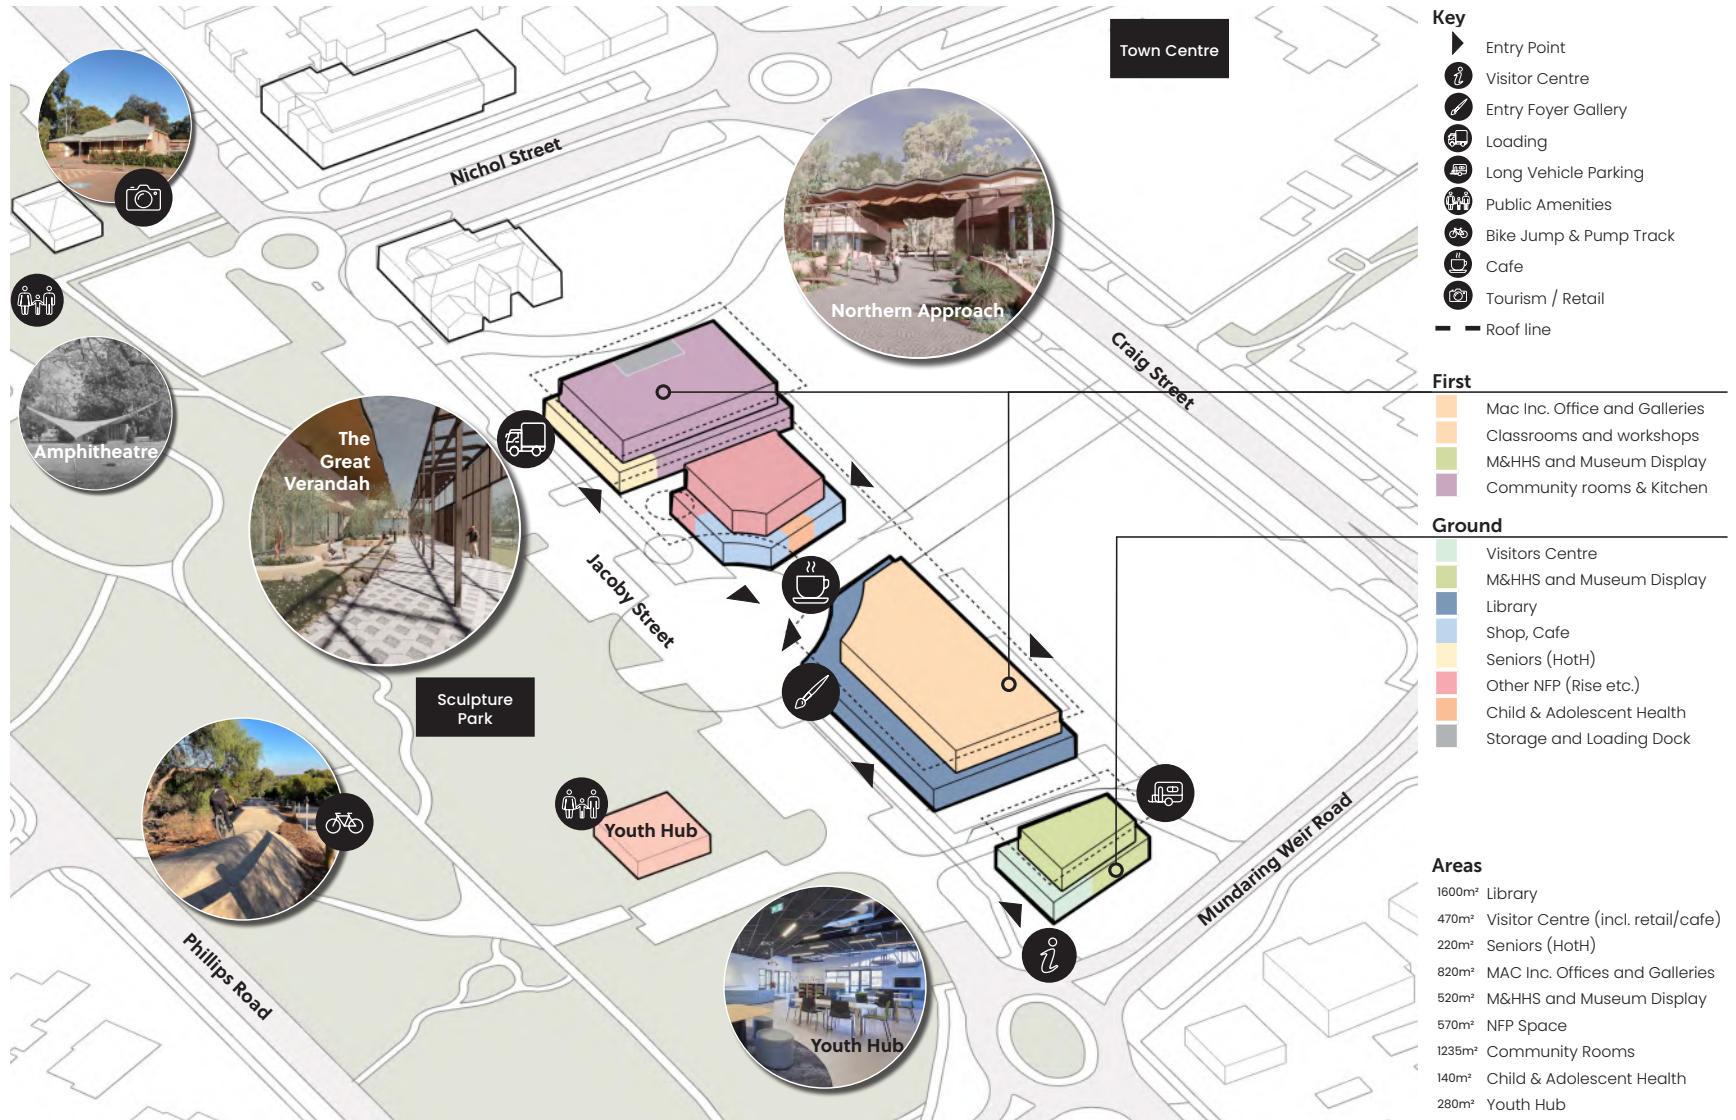 Town Centre
Nichol Street
Northern Approach
Craig Street
Amphitheatre
The
Great
Verandah
Jacoby Street
Sculpture
Park
Youth Hub
Mundaring Weir Road
Phillips Road
Youth Hub
Key
Entry Point
Visitor Centre
Entry Foyer Gallery
Loading
Long Vehicle Parking
Public Amenities
Bike Jump & Pump Track
Cafe
Tourism / Retail
Roof line
First
Mac Inc. Office and Galleries
Classrooms and workshops
M&HHS and Museum Display
Community rooms & Kitchen
Ground
Visitors Centre
M&HHS and Museum Display
Library
Shop, Cafe
Seniors (HotH)
Other NFP (Rise etc.)
Child & Adolescent Health
Storage and Loading Dock
Areas
1600m² Library
470m² Visitor Centre (incl. retail/cafe)
220m² Seniors (HotH)
820m² MAC Inc. Offices and Galleries
520m² M&HHS and Museum Display
570m² NFP Space
1235m² Community Rooms
140m² Child & Adolescent Health
280m² Youth Hub